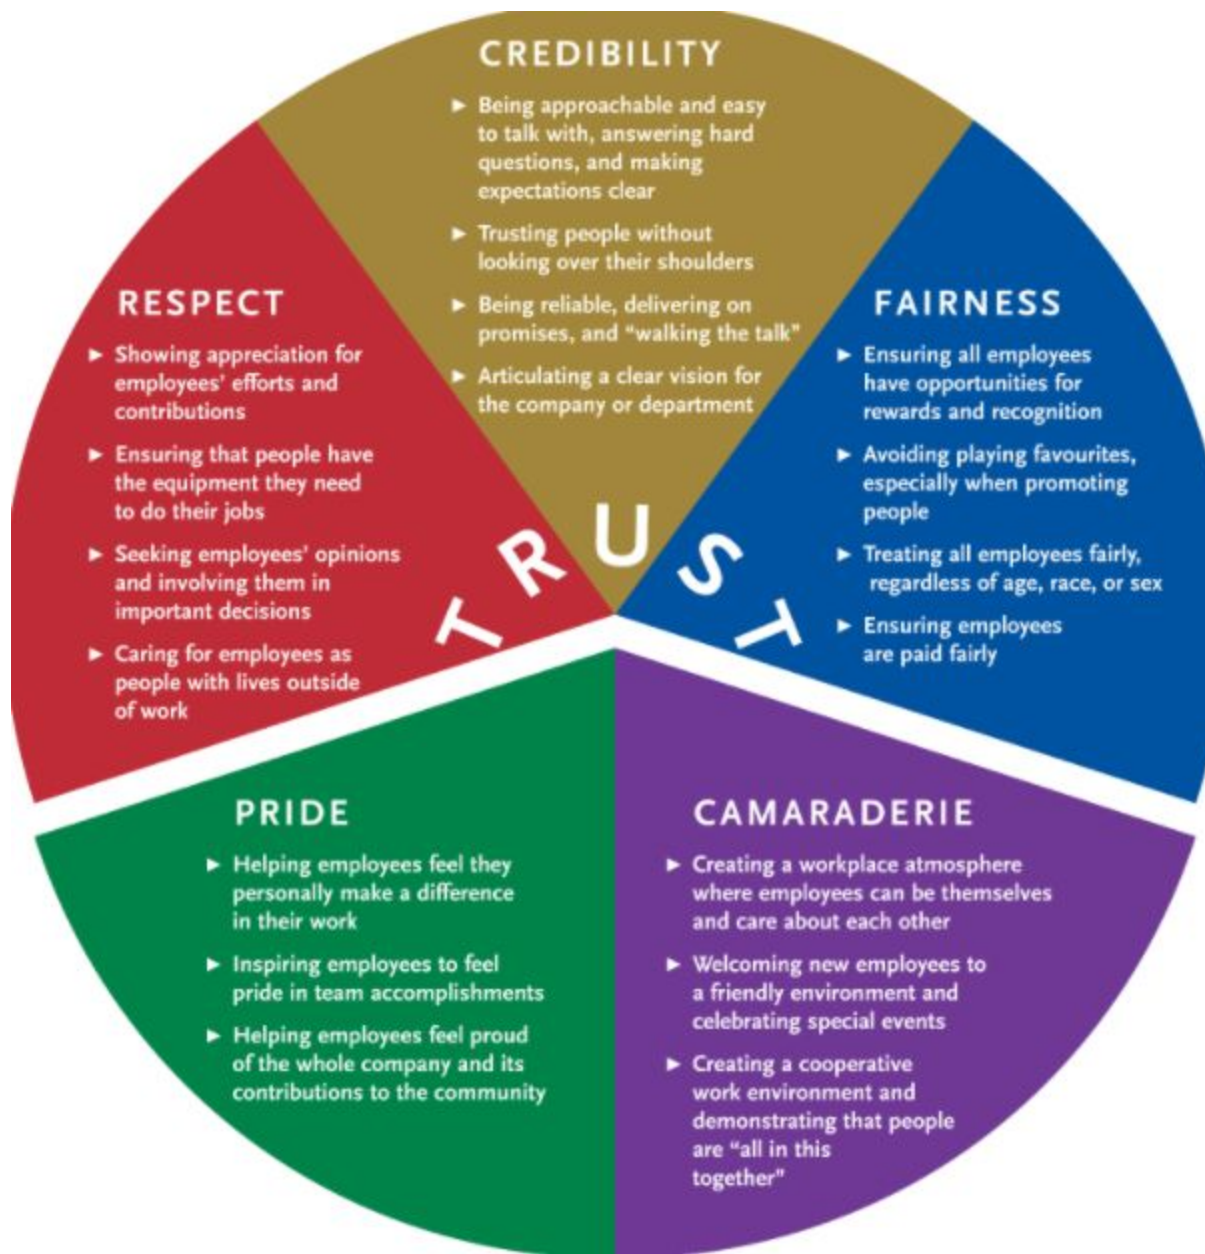 CREDIBILITY
► Being approachable and easy
to talk with, answering hard
questions, and making
expectations clear
► Trusting people without
looking over their shoulders
► Being reliable, delivering on
promises, and “walking the talk”
► Articulating a clear vision for
the company or department
RESPECT
► Showing appreciation for
employees’ efforts and
contributions
► Ensuring that people have
the equipment they need
to do their jobs
► Seeking employees’ opinions
and involving them in
important decisions
► Caring for employees as
people with lives outside
of work
FAIRNESS
► Ensuring all employees
have opportunities for
rewards and recognition
► Avoiding playing favourites,
especially when promoting
people
► Treating all employees fairly,
regardless of age, race, or sex
► Ensuring employees
are paid fairly
TRUST
PRIDE
► Helping employees feel they
personally make a difference
in their work
► Inspiring employees to feel
pride in team accomplishments
► Helping employees feel proud
of the whole company and its
contributions to the community
CAMARADERIE
► Creating a workplace atmosphere
where employees can be themselves
and care about each other
► Welcoming new employees to
a friendly environment and
celebrating special events
► Creating a cooperative
work environment and
demonstrating that people
are “all in this
together”